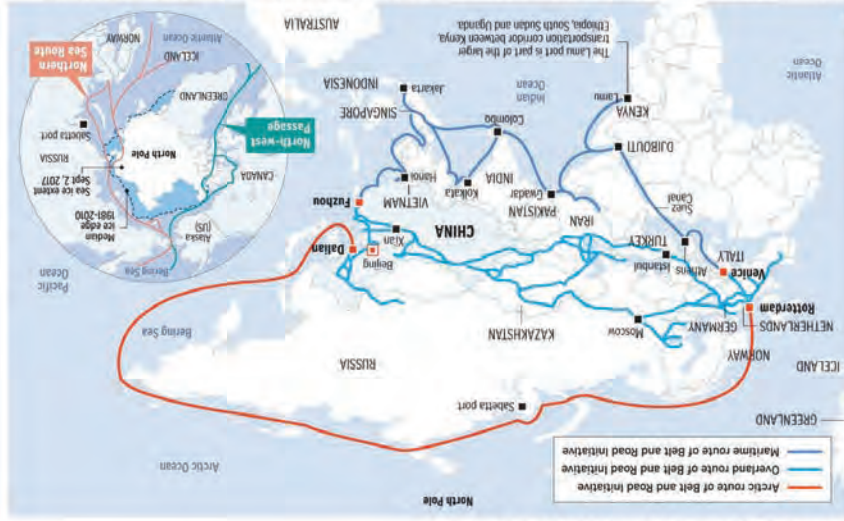 North Pole
Arctic route of Belt and Road Initiative
Overland route of Belt and Road Initiative
Maritime route of Belt and Road Initiative
Arctic Ocean
GREENLAND
ICELAND
NORWAY
NETHERLANDS
Rotterdam
GERMANY
Venice
ITALY
Athens
Istanbul
TURKEY
Moscow
Sabetta port
RUSSIA
KAZAKHSTAN
Bering Sea
Pacific
Ocean
Beijing
Dalian
Xian
CHINA
Fuzhou
Suez
Canal
IRAN
PAKISTAN
Gwadar
INDIA
Kolkata
VIETNAM
Hanoi
DJIBOUTI
Colombo
KENYA
Lamu
SINGAPORE
Jakarta
INDONESIA
Indian
Ocean
Atlantic
Ocean
AUSTRALIA
The Lamu port is part of the larger
transportation corridor between Kenya,
Ethiopia, South Sudan and Uganda.
Bering Sea
Alaska
(US)
Median
ice edge
1981-2010
Sea ice extent
Sept 2, 2017
CANADA
North Pole
RUSSIA
Sabetta port
North-west
Passage
GREENLAND
Northern
Sea Route
ICELAND
NORWAY
Atlantic Ocean